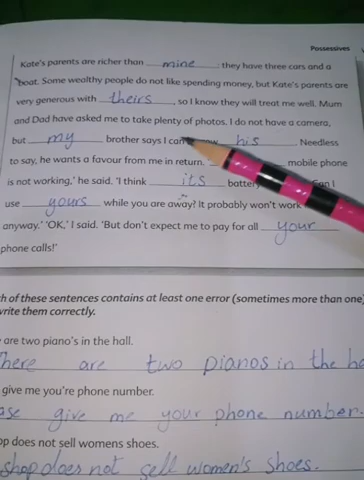 Possessives
Kate's parents are richer than mine : they have three cars and a
boat. Some wealthy people do not like spending money, but Kate's parents are
very generous with theirs , so I know they will treat me well. Mum
and Dad have asked me to take plenty of photos. I do not have a camera,
but my brother says I can his . Needless
to say, he wants a favour from me in return. mobile phone
is not working,' he said. 'I think its
use yours while you are away? It probably won't work
anyway.' 'OK,' I said. 'But don't expect me to pay for all your
phone calls!'
of these sentences contains at least one error (sometimes more than one
write them correctly.
are two piano's in the hall.
There are two pianos in the
give me you're phone number.
give me your phone number.
does not sell womens shoes.
shop does not sell women's shoes.